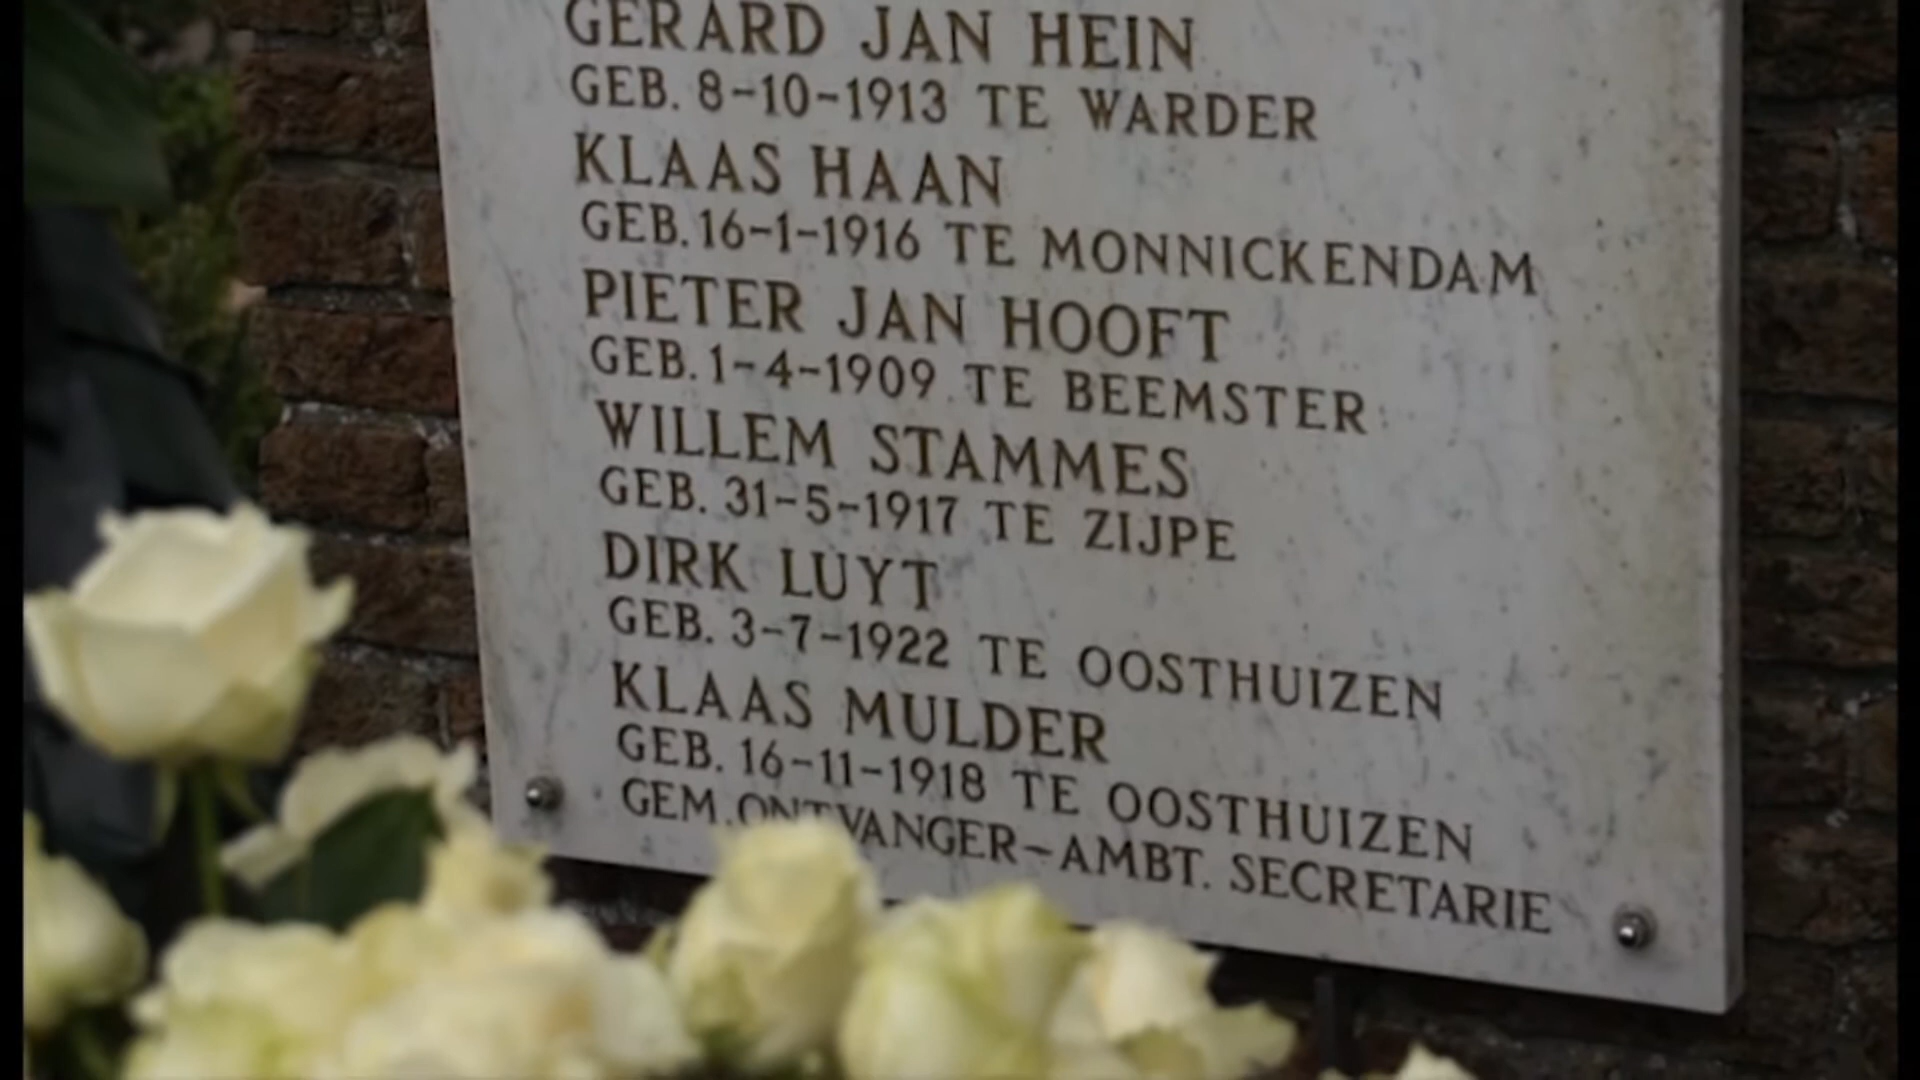 GERARD JAN HEIN
GEB. 8-10-1913 TE WARDER
KLAAS HAAN
GEB. 16-1-1916 TE MONNICKENDAM
PIETER JAN HOOFT
GEB. 1-4-1909 TE BEEMSTER
WILLEM STAMMES
GEB. 31-5-1917 TE ZIJPE
DIRK LUYT
GEB. 3-7-1922 TE OOSTHUIZEN
KLAAS MULDER
GEB. 16-11-1918 TE OOSTHUIZEN
GEM. ONTVANGER-AMBT. SECRETARIE